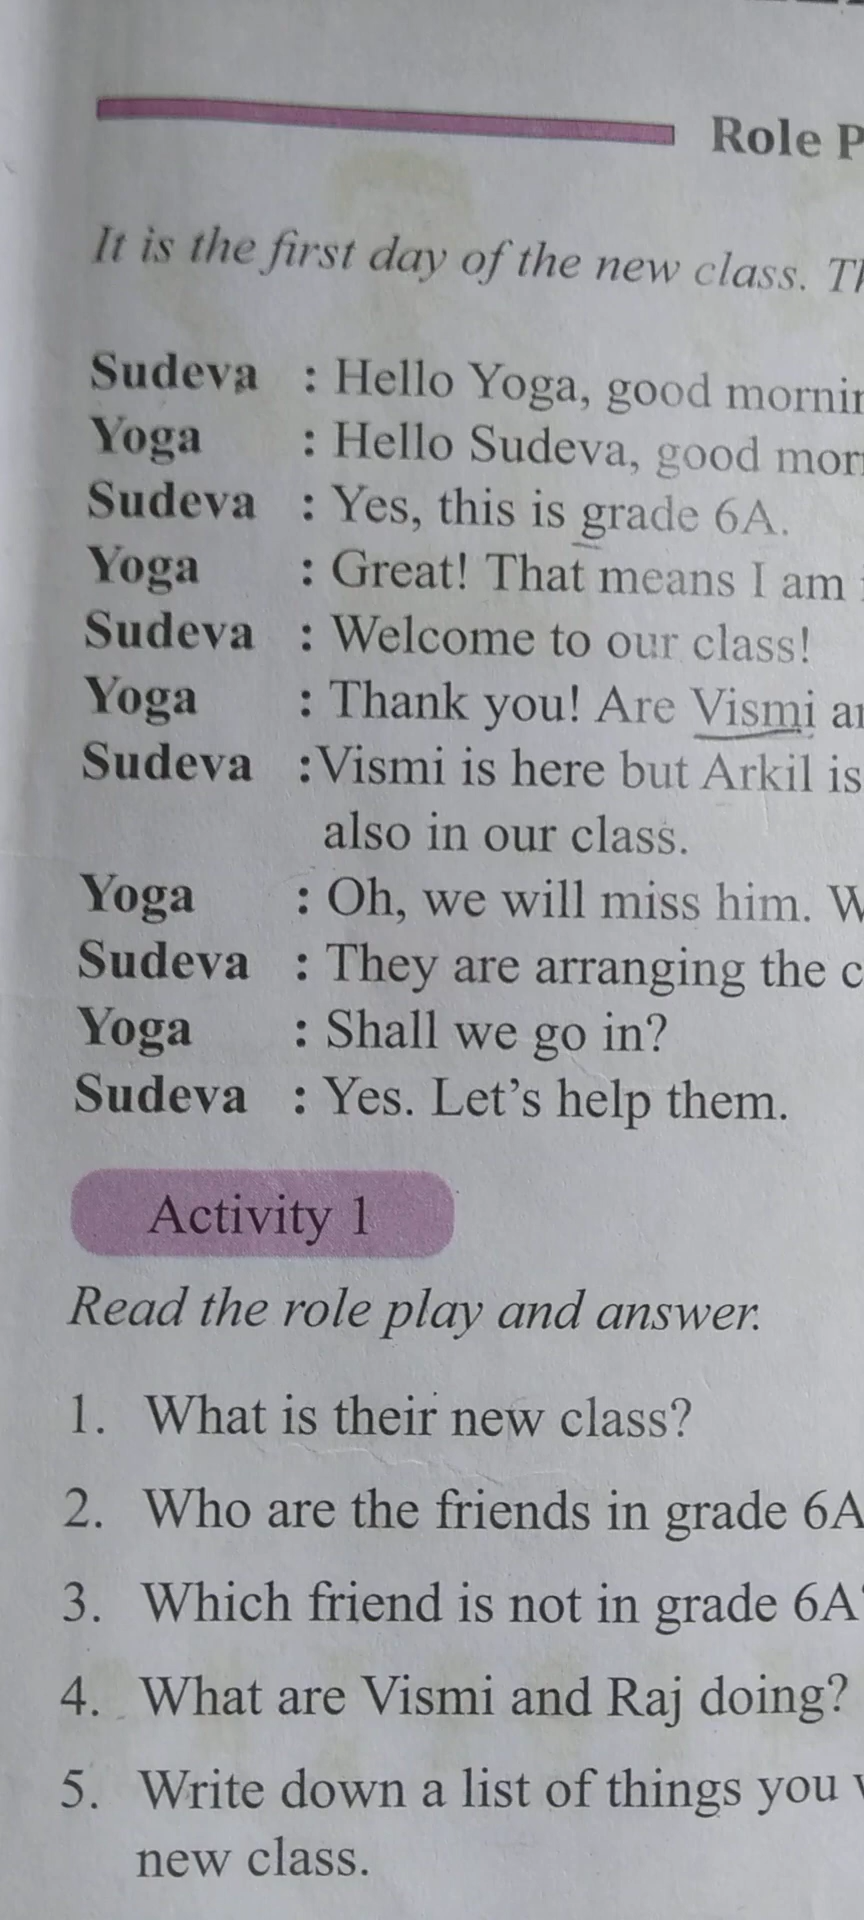 Role
It is the first day of the new class.
Sudeva : Hello Yoga, good
Yoga : Hello Sudeva, good
Sudeva : Yes, this is grade 6A.
Yoga : Great! That means I am
Sudeva : Welcome to our class!
Yoga : Thank you! Are Vismi
Sudeva :Vismi is here but Arkil is
also in our class.
Yoga : Oh, we will miss him.
Sudeva : They are arranging the
Yoga : Shall we go in?
Sudeva : Yes. Let's help them.
Activity 1
Read the role play and answer.
1. What is their new class?
2. Who are the friends in grade 6A
3. Which friend is not in grade 6A
4. What are Vismi and Raj doing?
5. Write down a list of things you
new class.